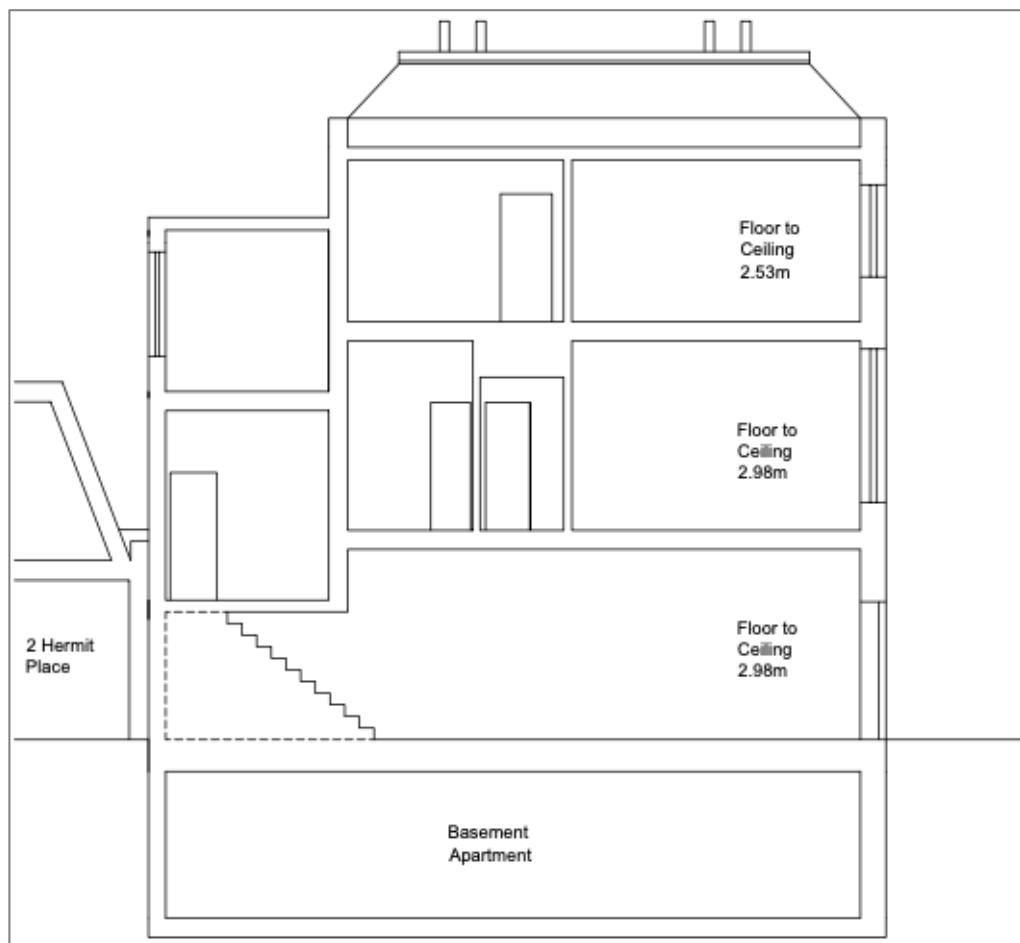 Floor to
Ceiling
2.53m
Floor to
Ceiling
2.98m
2 Hermit
Place
Floor to
Ceiling
2.98m
Basement
Apartment